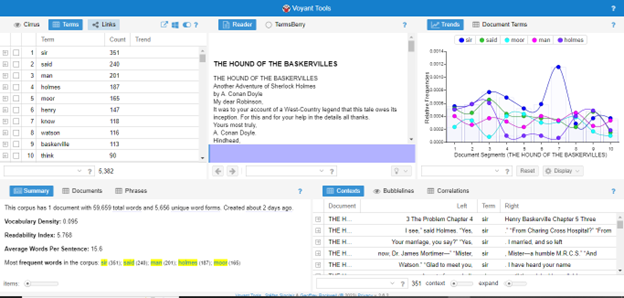 Voyant Tools
Cirrus Terms Links ?
Term Count Trend
1 sir 351
2 said 240
3 man 201
4 holmes 187
5 moor 165
6 henry 147
7 know 118
8 watson 116
9 baskerville 113
10 think 90
? 5,382
Reader TermsBerry ?
THE HOUND OF THE BASKERVILLES
THE HOUND OF THE BASKERVILLES
Another Adventure of Sherlock Holmes
by A. Conan Doyle
My dear Robinson,
It was to your account of a West-Country legend that this tale owes its
inception. For this and for your help in the details all thanks.
Yours most truly,
A. Conan Doyle
Hindhead,
?
Trends Document Terms ?
sir said moor man holmes
0.0014
0.0012
0.0010
0.0008
0.0006
0.0004
0.0002
0.0000
Relative Frequencies
1 2 3 4 5 6 7 8 9 10
Document Segments (THE HOUND OF THE BASKERVILLES)
? Reset Display
Summary Documents Phrases ?
This corpus has 1 document with 59,659 total words and 5,656 unique word forms. Created about 2 days ago.
Vocabulary Density: 0.095
Readability Index: 5.768
Average Words Per Sentence: 15.6
Most frequent words in the corpus: sir (351); said (240); man (201); holmes (187); moor (165)
items:
Contexts Bubblelines Correlations ?
Document Left Term Right
THE H... 3 The Problem Chapter 4 sir Henry Baskerville Chapter 5 Three
THE H... I see," said Holmes. "Yes, sir ." "From Charing Cross Hospital?" "From
THE H... Your marriage, you say?" "Yes, sir , I married, and so left
THE H... now, Dr. James Mortimer—" "Mister, sir , Mister—a humble M.R.C.S." "And
THE H... Watson." "Glad to meet you, sir . I have heard your name
? 351 context expand